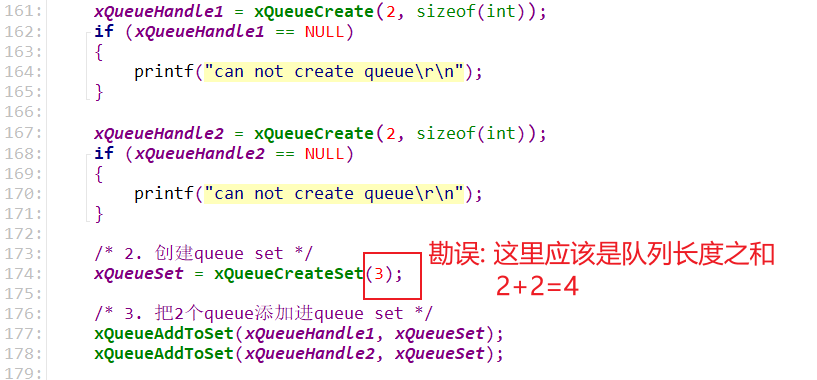 161: xQueueHandle1 = xQueueCreate(2, sizeof(int));
162: if (xQueueHandle1 == NULL)
163: {
164: printf("can not create queue\r\n");
165: }
166:
167: xQueueHandle2 = xQueueCreate(2, sizeof(int));
168: if (xQueueHandle2 == NULL)
169: {
170: printf("can not create queue\r\n");
171: }
172:
173: /* 2. 创建queue set */
174: xQueueSet = xQueueCreateSet(3);
勘误: 这里应该是队列长度之和
2+2=4
175:
176: /* 3. 把2个queue添加进queue set */
177: xQueueAddToSet(xQueueHandle1, xQueueSet);
178: xQueueAddToSet(xQueueHandle2, xQueueSet);
179: